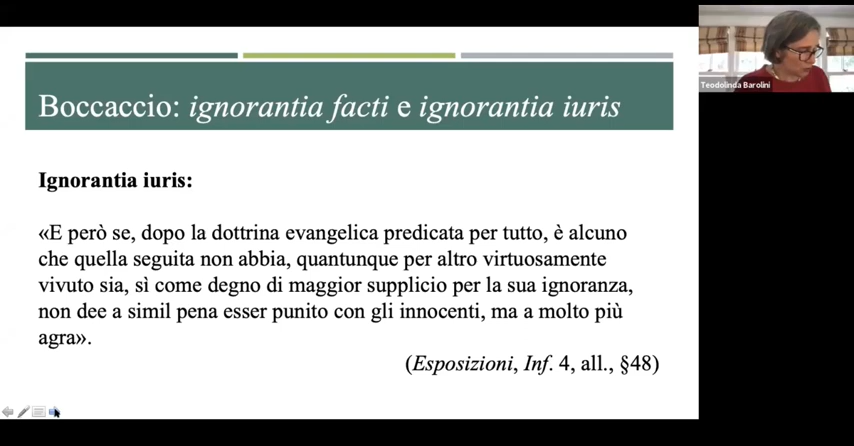 Boccaccio: ignorantia facti e ignorantia iuris
Ignorantia iuris:
«E però se, dopo la dottrina evangelica predicata per tutto, è alcuno
che quella seguita non abbia, quantunque per altro virtuosamente
vivuto sia, sì come degno di maggior supplicio per la sua ignoranza,
non dee a simil pena esser punito con gli innocenti, ma a molto più
agra».
(Esposizioni, Inf. 4, all., §48)
Teodolinda Barolini